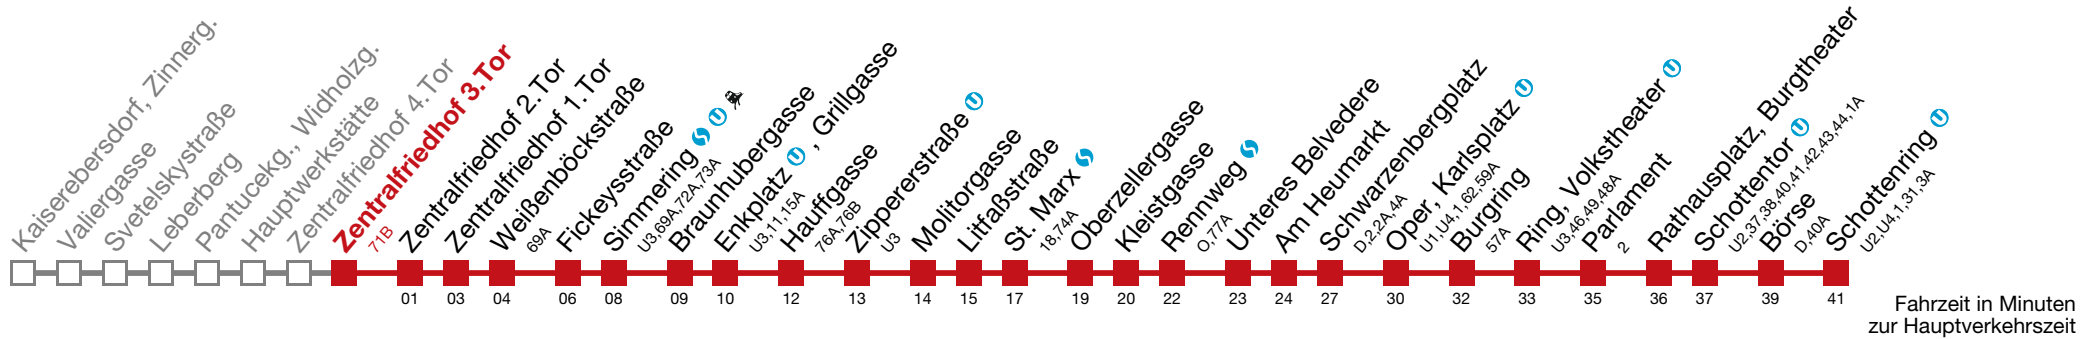 Kaiserebersdorf, Zinnerg.
Valiergasse
Svetelskystraße
Leberberg
Pantucekg., Widholzg.
Hauptwerkstätte
Zentralfriedhof 4.Tor
Zentralfriedhof 3.Tor
71B
Zentralfriedhof 2.Tor
01
Zentralfriedhof 1.Tor
03
Weißenböckstraße
69A
04
Fickeysstraße
06
Simmering
U3,69A,72A,73A
08
Braunhubergasse
09
Enkplatz U, Grillgasse
U3,11,15A
10
Hauffgasse
76A,76B
12
Zippererstraße U
U3
13
Molitorgasse
14
Litfaßstraße
15
St. Marx
18,74A
17
Oberzellergasse
19
Kleistgasse
20
Rennweg
O,77A
22
Unteres Belvedere
23
Am Heumarkt
24
Schwarzenbergplatz
D,2,2A,4A
27
Oper, Karlsplatz U
U1,U4,1,62,59A
30
Burgring
57A
32
Ring, Volkstheater U
U3,46,49,48A
33
Parlament
2
35
Rathausplatz, Burgtheater
36
Schottentor U
U2,37,38,40,41,42,43,44,1A
37
Börse
D,40A
39
Schottenring U
U2,U4,1,31,3A
41
Fahrzeit in Minuten
zur Hauptverkehrszeit